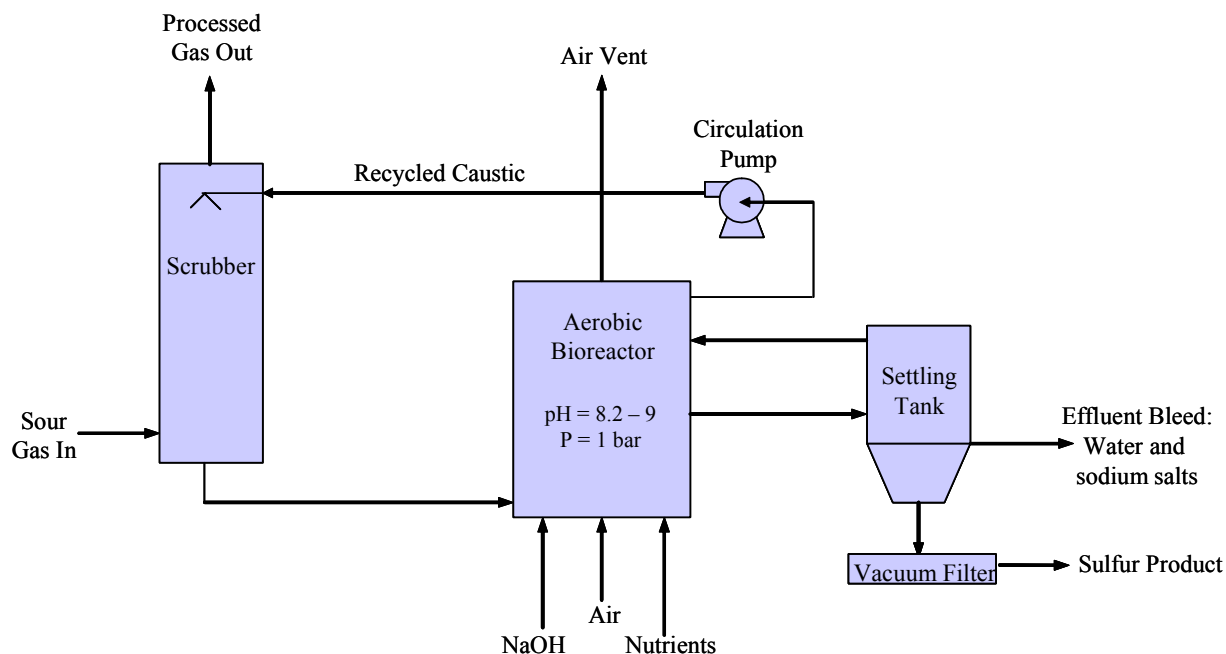 Processed
Gas Out
Air Vent
Circulation
Pump
Recycled Caustic
Scrubber
Aerobic
Bioreactor
pH = 8.2 – 9
P = 1 bar
Settling
Tank
Sour
Gas In
Effluent Bleed:
Water and
sodium salts
Vacuum Filter
Sulfur Product
Air
NaOH
Nutrients